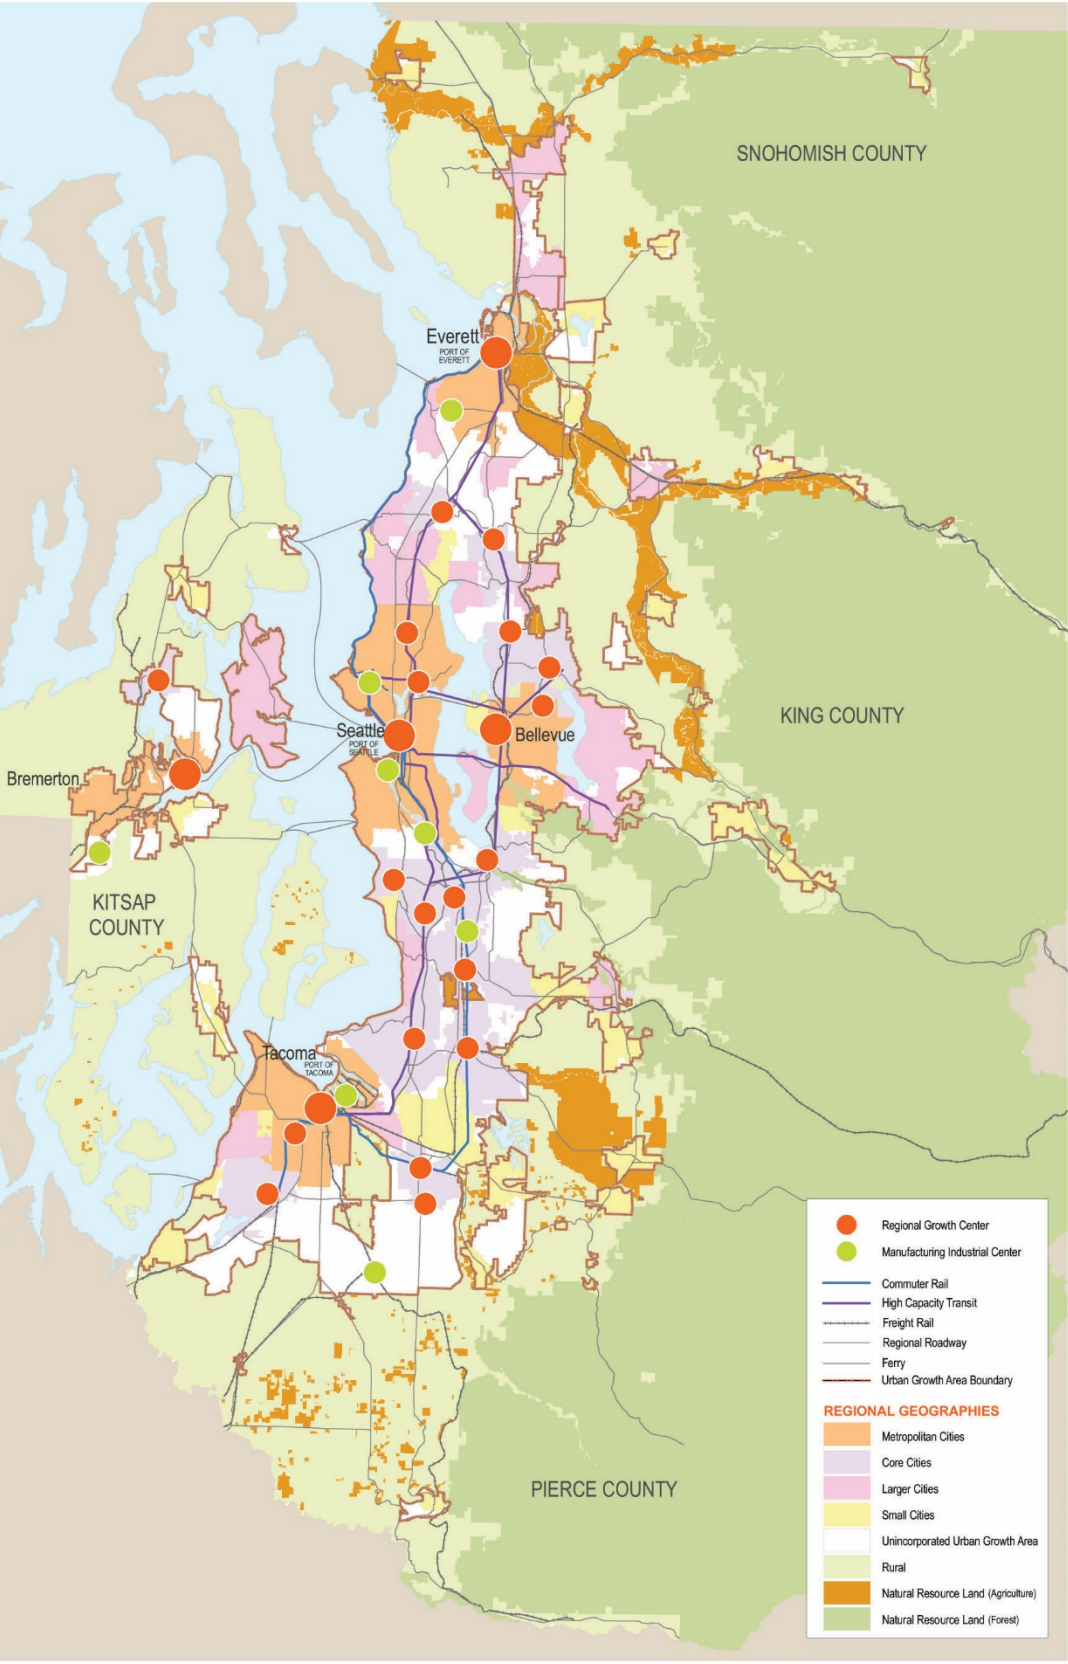 SNOHOMISH COUNTY
Everett
PORT OF
EVERETT
KING COUNTY
Seattle
PORT OF
SEATTLE
Bellevue
Bremerton
KITSAP
COUNTY
Tacoma
PORT OF
TACOMA
PIERCE COUNTY
Regional Growth Center
Manufacturing Industrial Center
Commuter Rail
High Capacity Transit
Freight Rail
Regional Roadway
Ferry
Urban Growth Area Boundary
REGIONAL GEOGRAPHIES
Metropolitan Cities
Core Cities
Larger Cities
Small Cities
Unincorporated Urban Growth Area
Rural
Natural Resource Land (Agriculture)
Natural Resource Land (Forest)